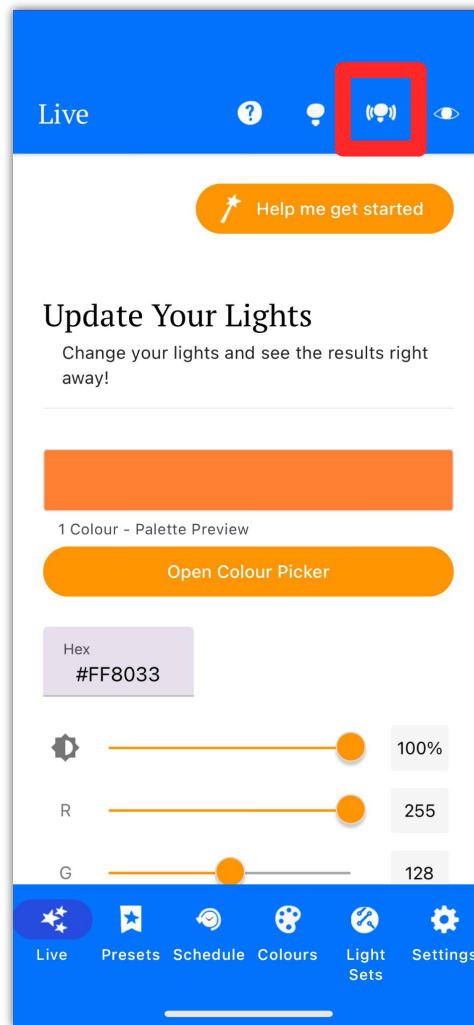 Live
?
Help me get started
Update Your Lights
Change your lights and see the results right
away!
1 Colour - Palette Preview
Open Colour Picker
Hex
#FF8033
100%
R
255
G
128
Live
Presets
Schedule
Colours
Light
Sets
Settings